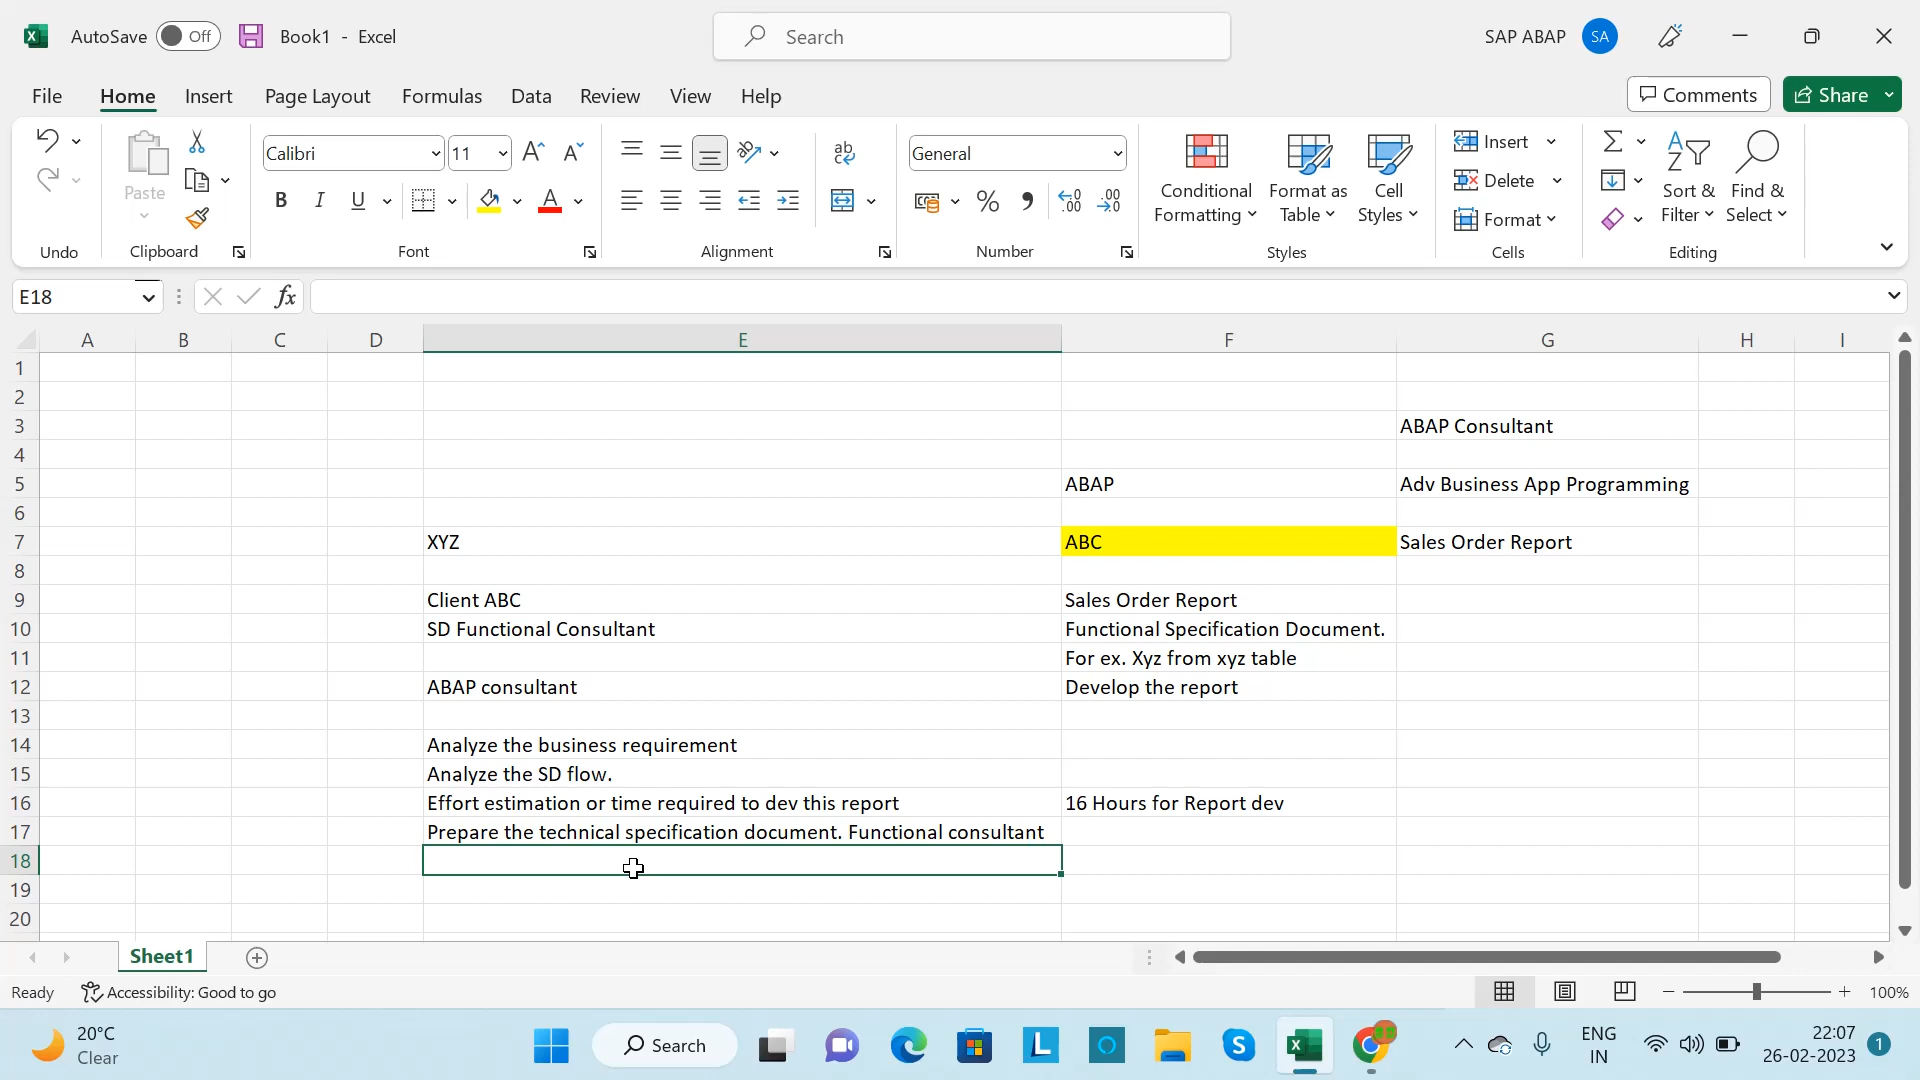 AutoSave Off Book1 - Excel Search SAP ABAP SA
File Home Insert Page Layout Formulas Data Review View Help Comments Share
Calibri 11 ab General Insert
Paste Conditional Format as Cell Delete Sort & Find &
B I U A % .00 .00 Formatting Table Styles Format Filter Select
Undo Clipboard Font Alignment Number Styles Cells Editing
E18 fx
A B C D E F G H I
1
2
3 ABAP Consultant
4
5 ABAP Adv Business App Programming
6
7 XYZ ABC Sales Order Report
8
9 Client ABC Sales Order Report
10 SD Functional Consultant Functional Specification Document.
11 For ex. Xyz from xyz table
12 ABAP consultant Develop the report
13
14 Analyze the business requirement
15 Analyze the SD flow.
16 Effort estimation or time required to dev this report 16 Hours for Report dev
17 Prepare the technical specification document. Functional consultant
18
19
20
Sheet1
Ready Accessibility: Good to go 100%
20°C ENG 22:07
Clear Search IN 26-02-2023 1